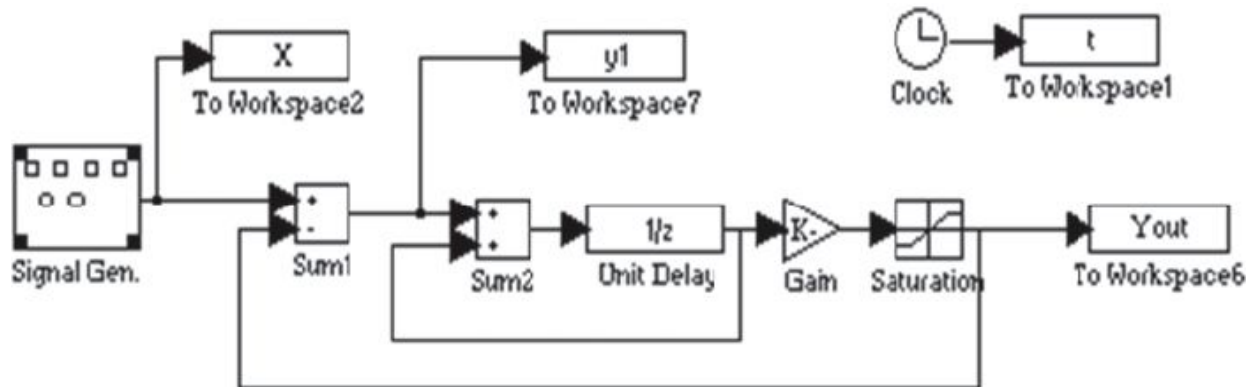 X
To Workspace2
y1
To Workspace7
Clock
t
To Workspace1
Signal Gen.
+
-
Sum1
+
+
Sum2
1/z
Unit Delay
K-
Gain
Saturation
Yout
To Workspace6